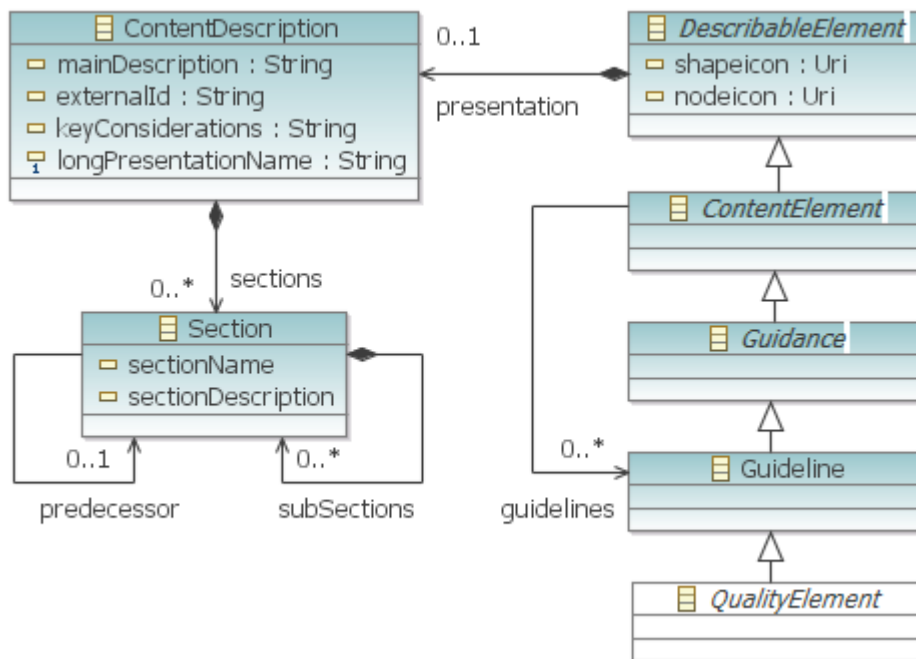 ContentDescription
mainDescription : String
externalId : String
keyConsiderations : String
1 longPresentationName : String
0..1
presentation
DescribableElement
shapeicon : Uri
nodeicon : Uri
ContentElement
0..*
sections
Section
sectionName
sectionDescription
0..1
predecessor
0..*
subSections
Guidance
0..*
guidelines
Guideline
QualityElement